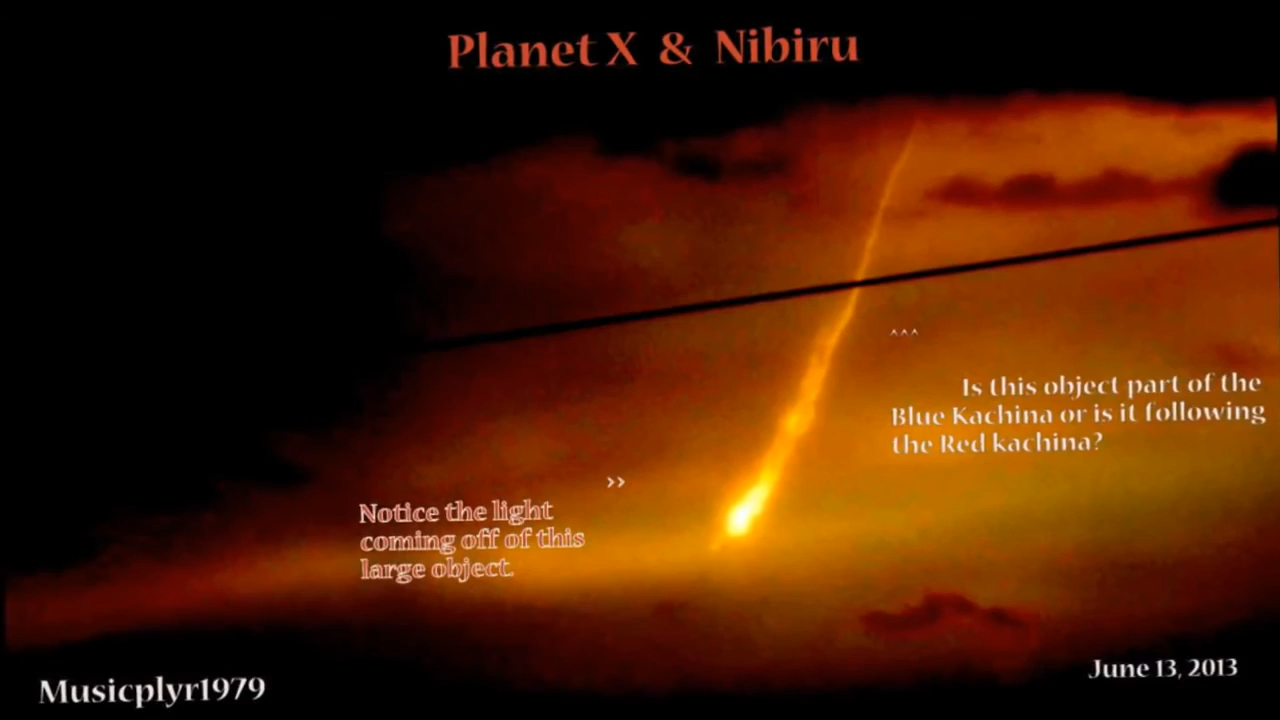 Planet X & Nibiru
^^^
Is this object part of the
Blue Kachina or is it following
the Red kachina?
>>
Notice the light
coming off of this
large object.
Musicplyr1979
June 13, 2013